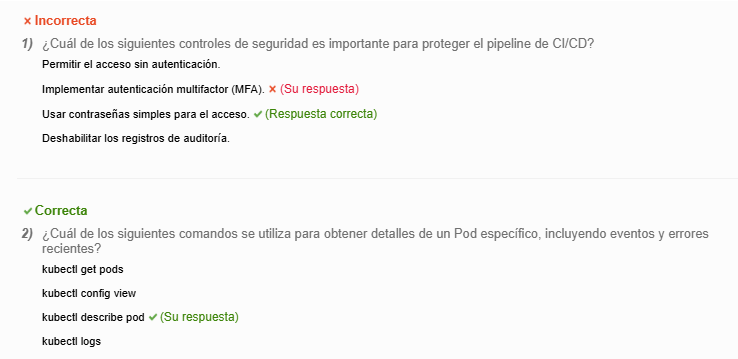 × Incorrecta
1) ¿Cuál de los siguientes controles de seguridad es importante para proteger el pipeline de CI/CD?
Permitir el acceso sin autenticación.
Implementar autenticación multifactor (MFA). × (Su respuesta)
Usar contraseñas simples para el acceso. ✓ (Respuesta correcta)
Deshabilitar los registros de auditoría.
✓ Correcta
2) ¿Cuál de los siguientes comandos se utiliza para obtener detalles de un Pod específico, incluyendo eventos y errores
recientes?
kubectl get pods
kubectl config view
kubectl describe pod ✓ (Su respuesta)
kubectl logs